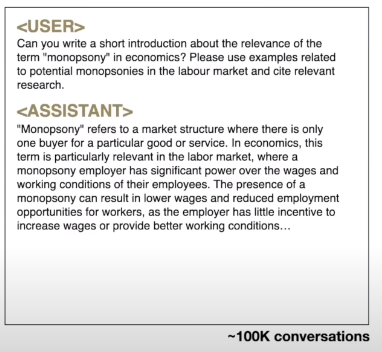 <USER>
Can you write a short introduction about the relevance of the
term "monopsony" in economics? Please use examples related
to potential monopsonies in the labour market and cite relevant
research.
<ASSISTANT>
"Monopsony" refers to a market structure where there is only
one buyer for a particular good or service. In economics, this
term is particularly relevant in the labor market, where a
monopsony employer has significant power over the wages and
working conditions of their employees. The presence of a
monopsony can result in lower wages and reduced employment
opportunities for workers, as the employer has little incentive to
increase wages or provide better working conditions…
~100K conversations